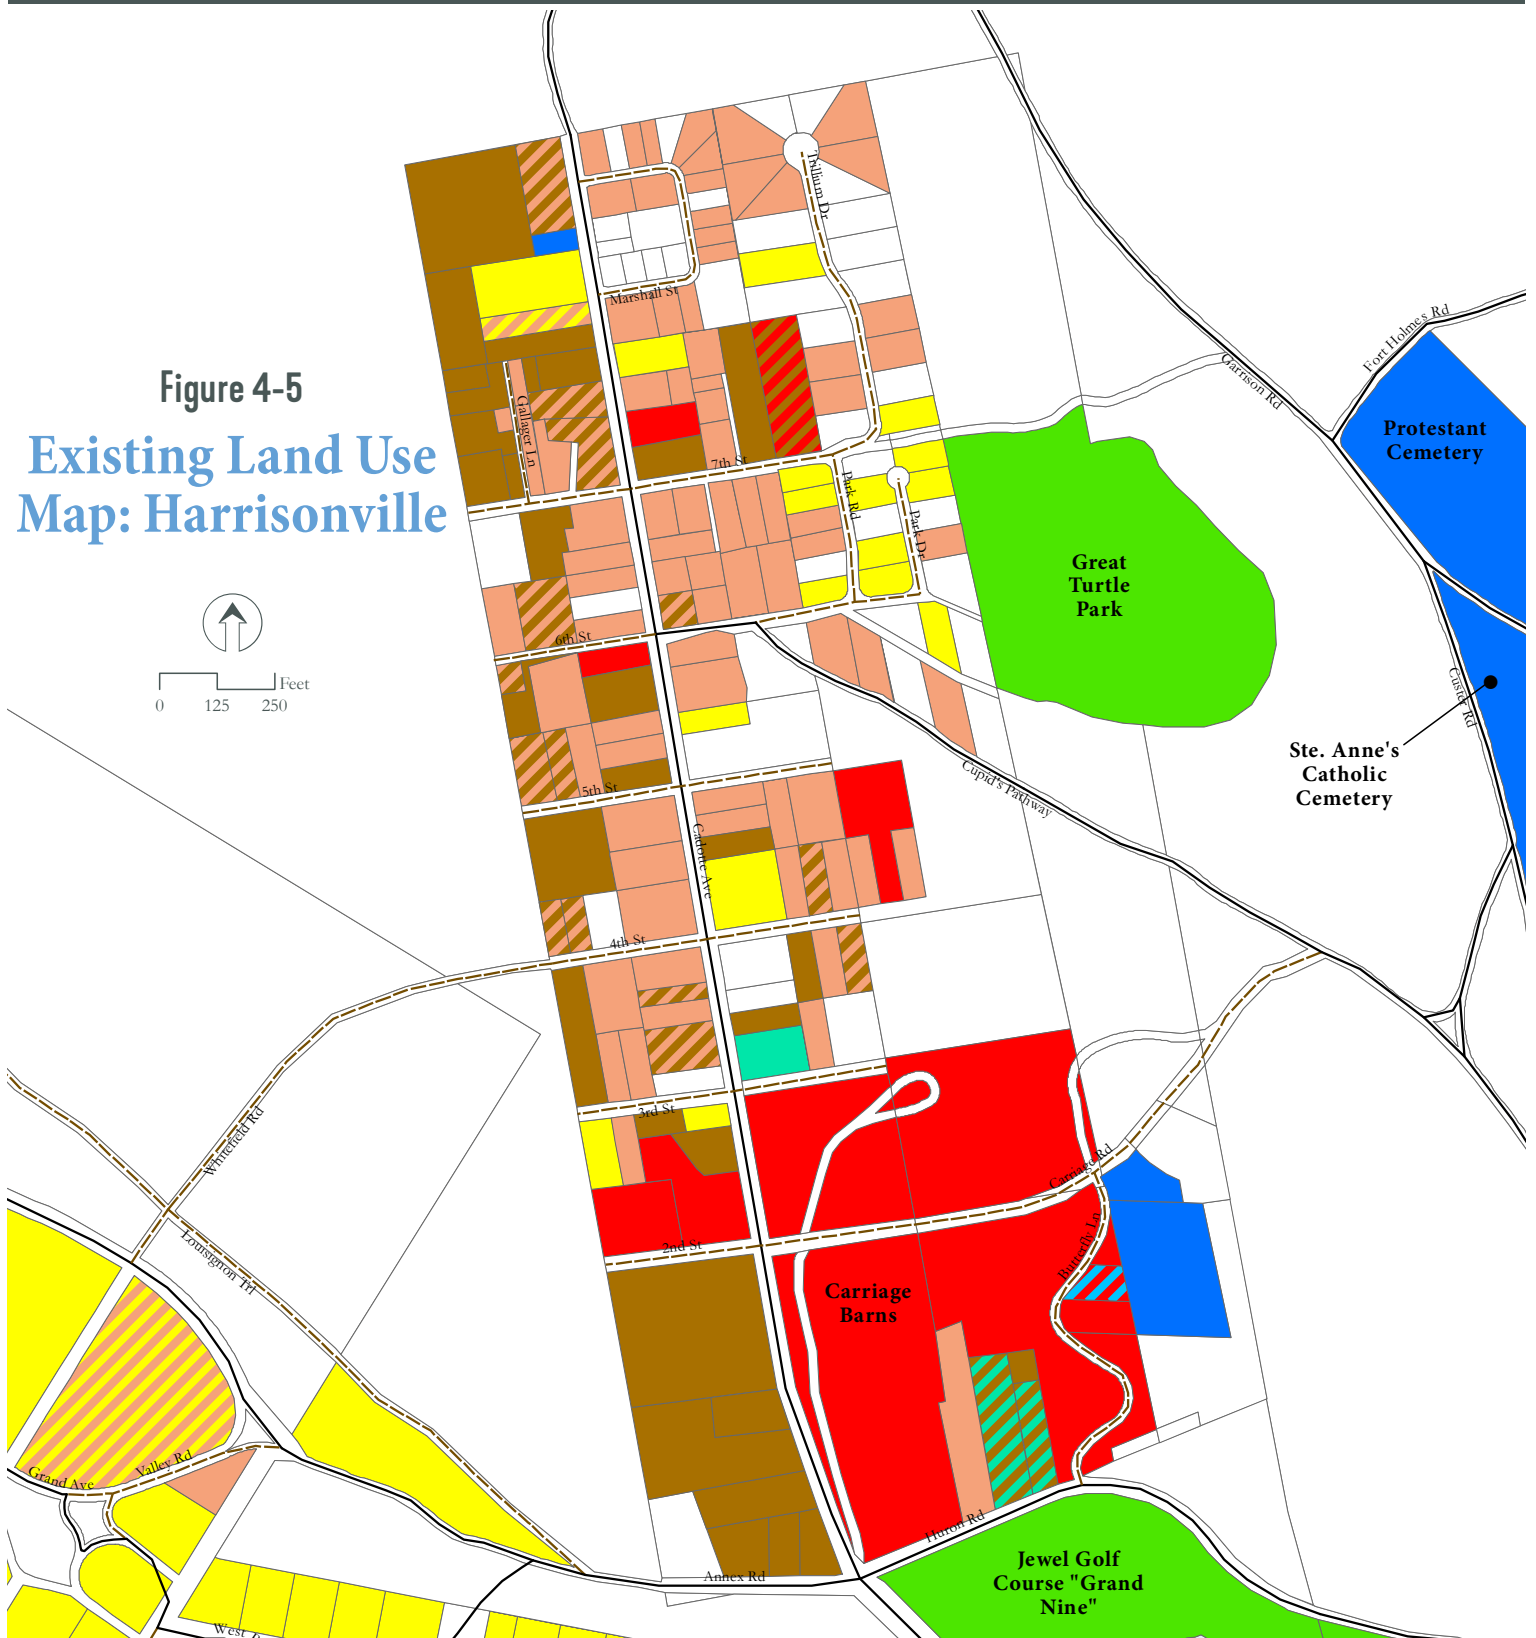 Figure 4-5
Existing Land Use
Map: Harrisonville
Feet
0 125 250
Trillium Dr
Marshall St
Gallager Ln
7th St
Park Rd
Park Dr
Garrison Rd
Fort Holmes Rd
Protestant
Cemetery
Great
Turtle
Park
6th St
Custer Rd
Ste. Anne's
Catholic
Cemetery
Cupid's Pathway
5th St
Cadotte Ave
4th St
3rd St
Whitefield Rd
Carriage Rd
Louisignon Trl
2nd St
Butterfly Ln
Carriage
Barns
Valley Rd
Grand Ave
Huron Rd
Annex Rd
Jewel Golf
Course "Grand
Nine"
West